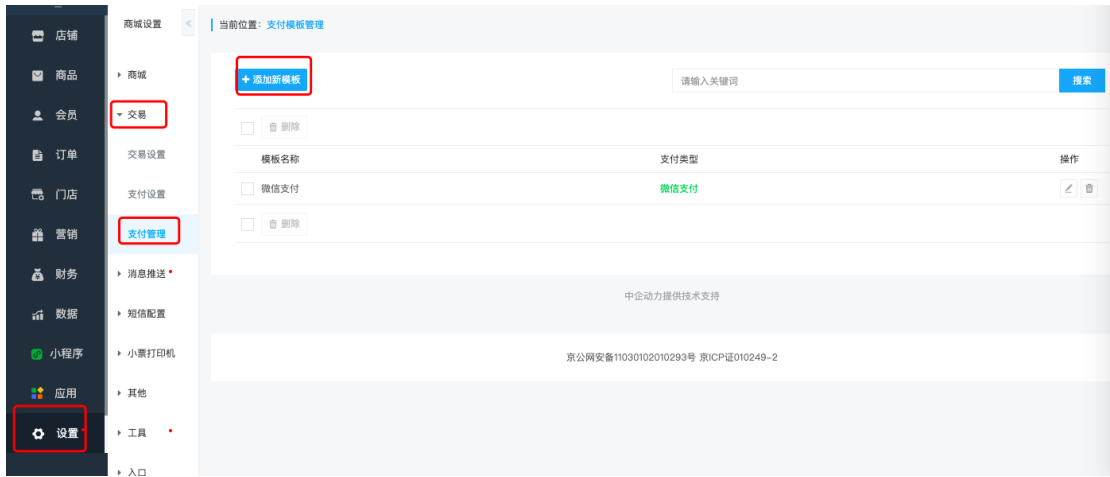 店铺
商品
会员
订单
门店
营销
财务
数据
小程序
应用
设置
商城设置
商城
交易
交易设置
支付设置
支付管理
消息推送
短信配置
小票打印机
其他
工具
入口
当前位置：支付模板管理
+ 添加新模板
请输入关键词
搜索
删除
模板名称 支付类型 操作
微信支付 微信支付
删除
中企动力提供技术支持
京公网安备11030102010293号 京ICP证010249-2